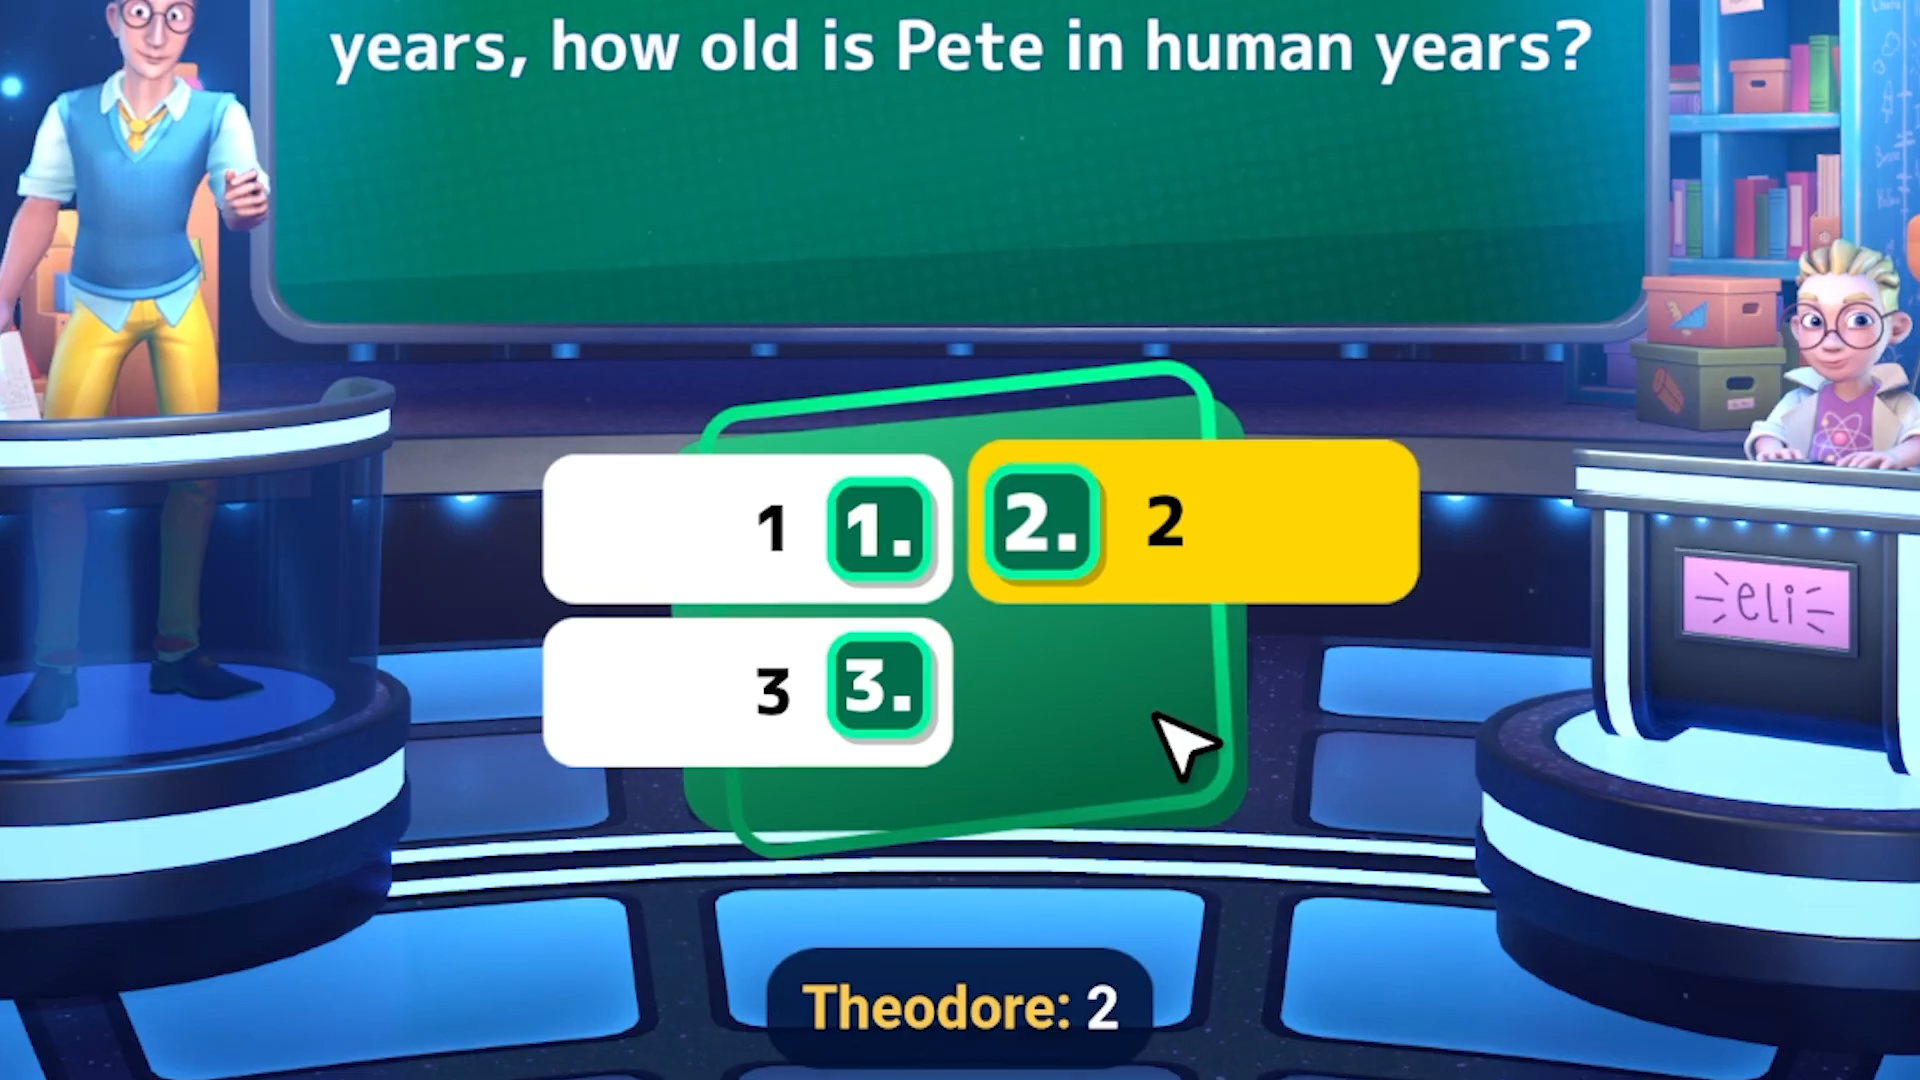 years, how old is Pete in human years?
1 1.
2. 2
3 3.
eli
Theodore: 2